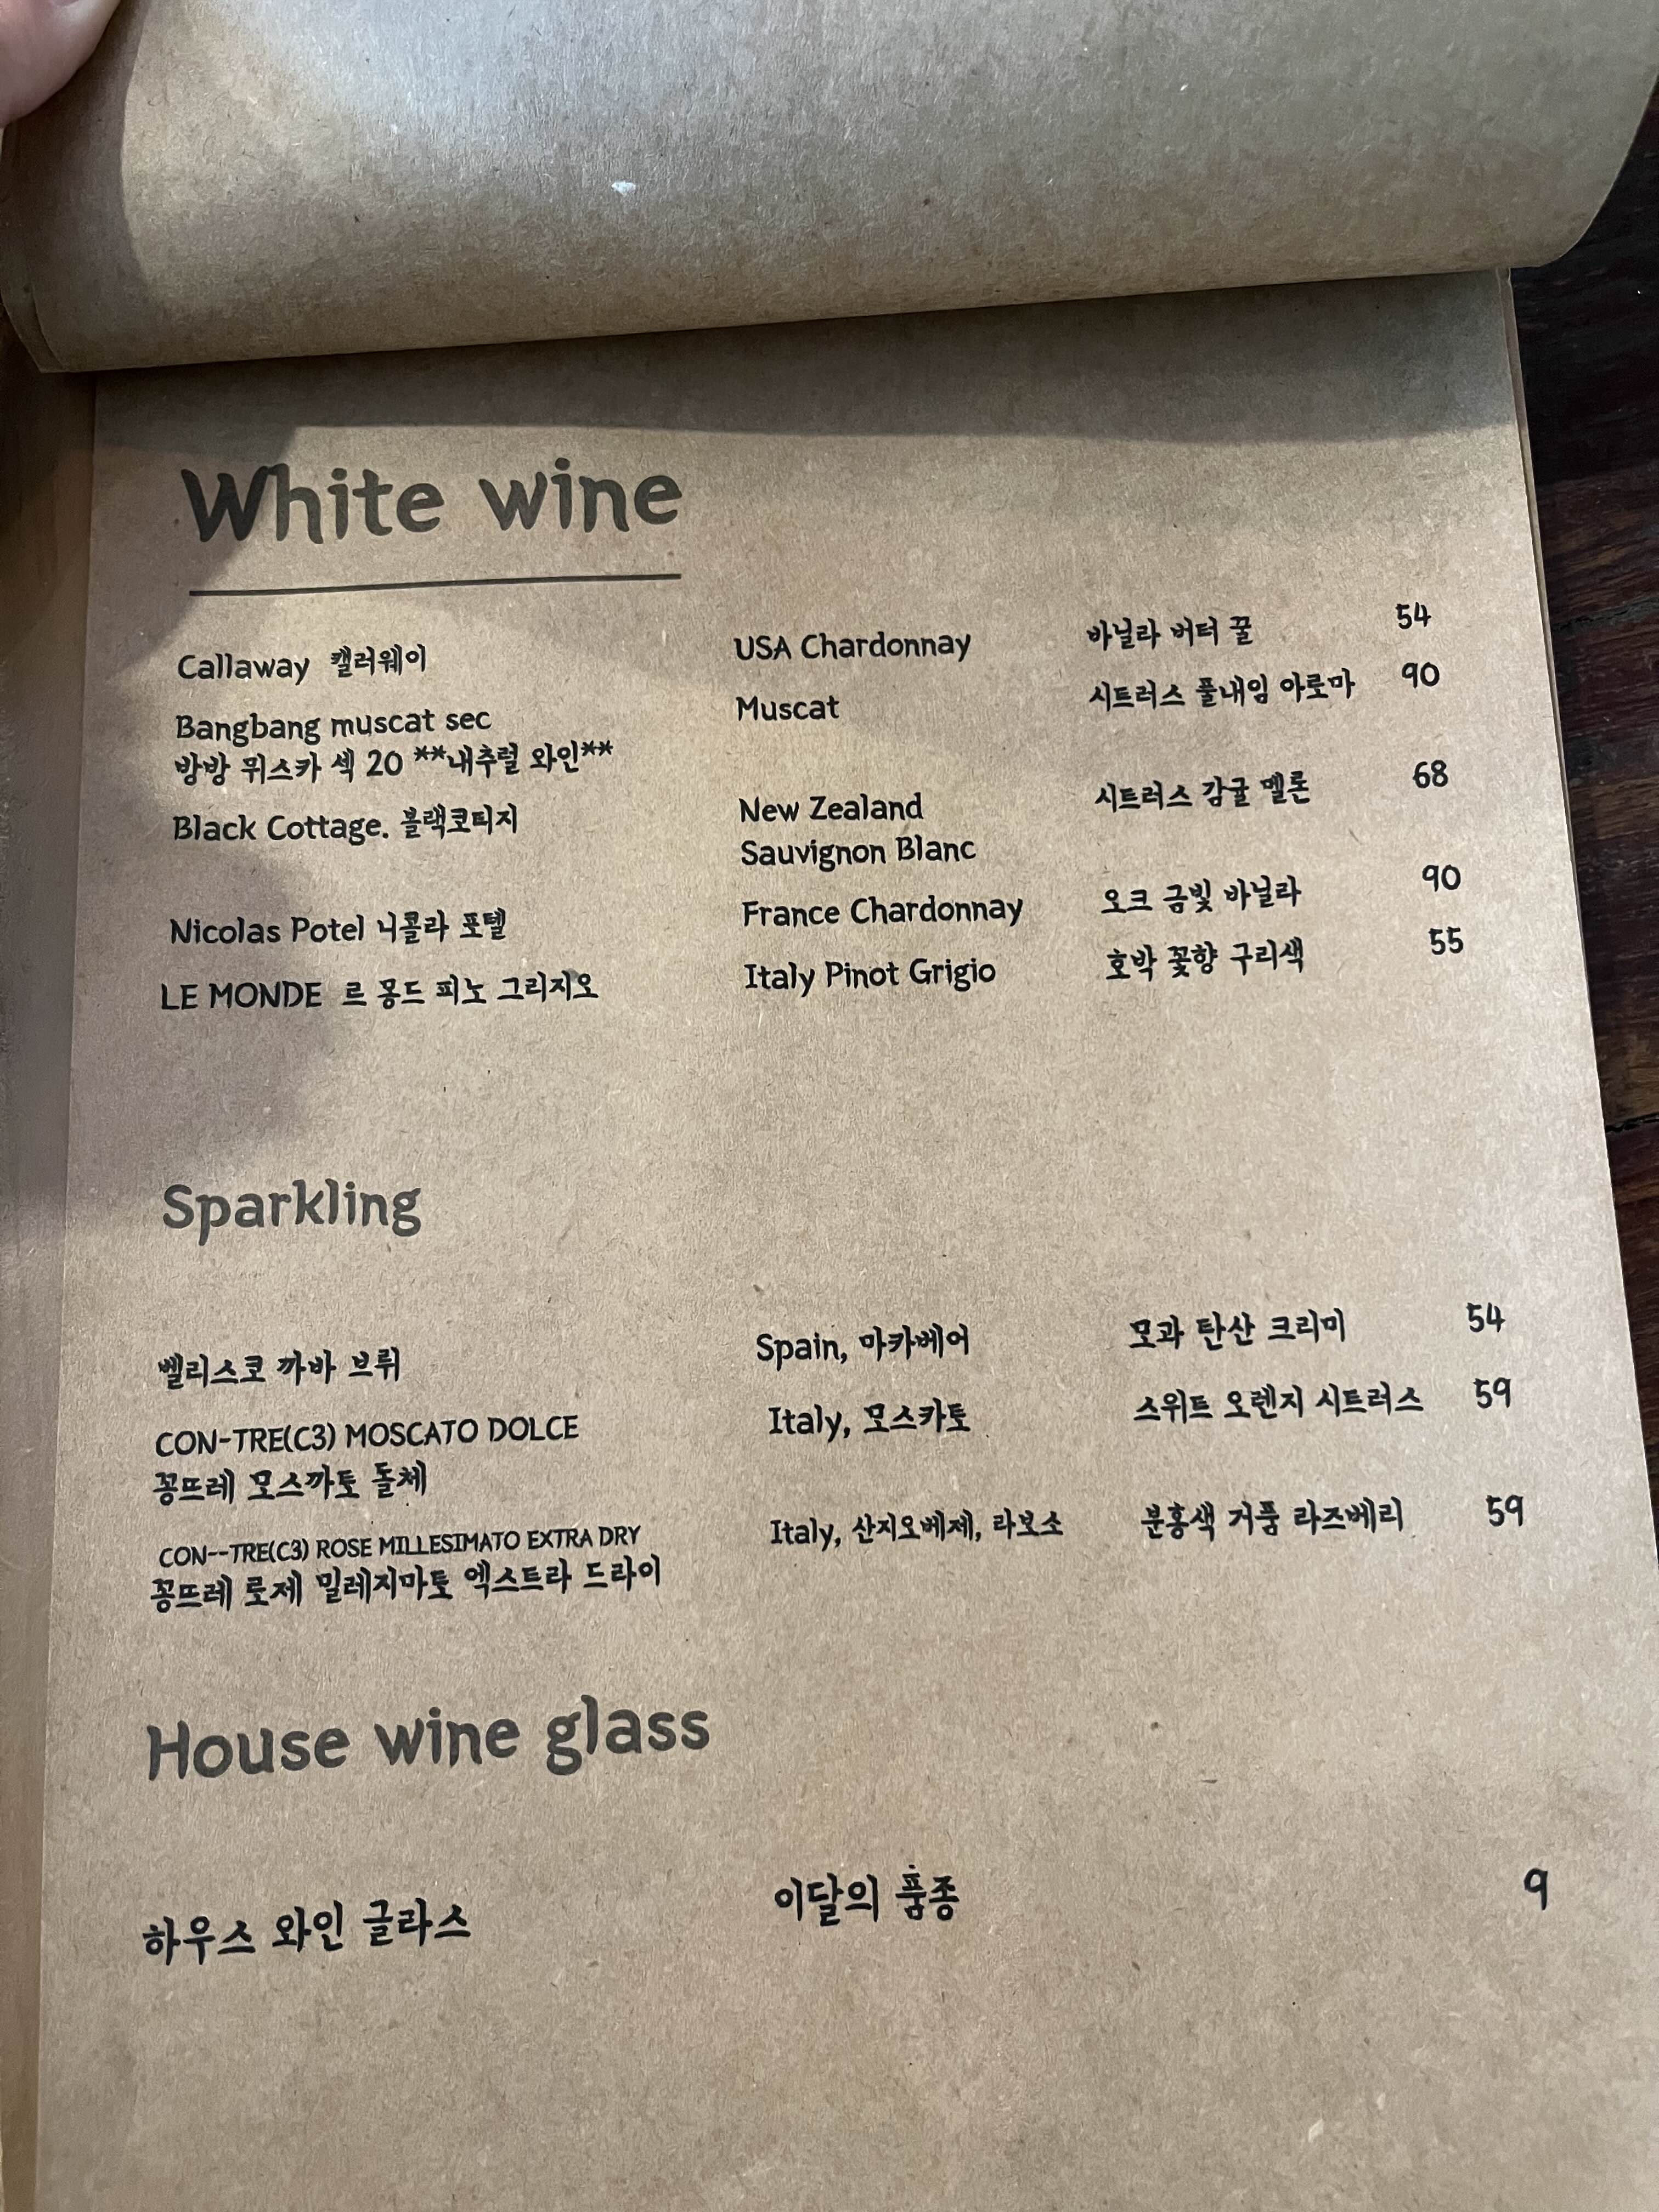 White wine
Callaway 캘러웨이 USA Chardonnay 바닐라 버터 꿀 54
Bangbang muscat sec Muscat 시트러스 풀내임 아로마 90
방방 뮈스카 섹 20 **내추럴 와인**
Black Cottage. 블랙코티지 New Zealand 시트러스 감귤 멜론 68
Sauvignon Blanc
Nicolas Potel 니콜라 포텔 France Chardonnay 오크 금빛 바닐라 90
LE MONDE 르 몽드 피노 그리지오 Italy Pinot Grigio 호박 꽃향 구리색 55
Sparkling
벨리스코 까바 브뤼 Spain, 마카베어 모과 탄산 크리미 54
CON-TRE(C3) MOSCATO DOLCE Italy, 모스카토 스위트 오렌지 시트러스 59
꽁뜨레 모스까토 돌체
CON--TRE(C3) ROSE MILLESIMATO EXTRA DRY Italy, 산지오베제, 라보소 분홍색 거품 라즈베리 59
꽁뜨레 로제 밀레지마토 엑스트라 드라이
House wine glass
하우스 와인 글라스 이달의 품종 9